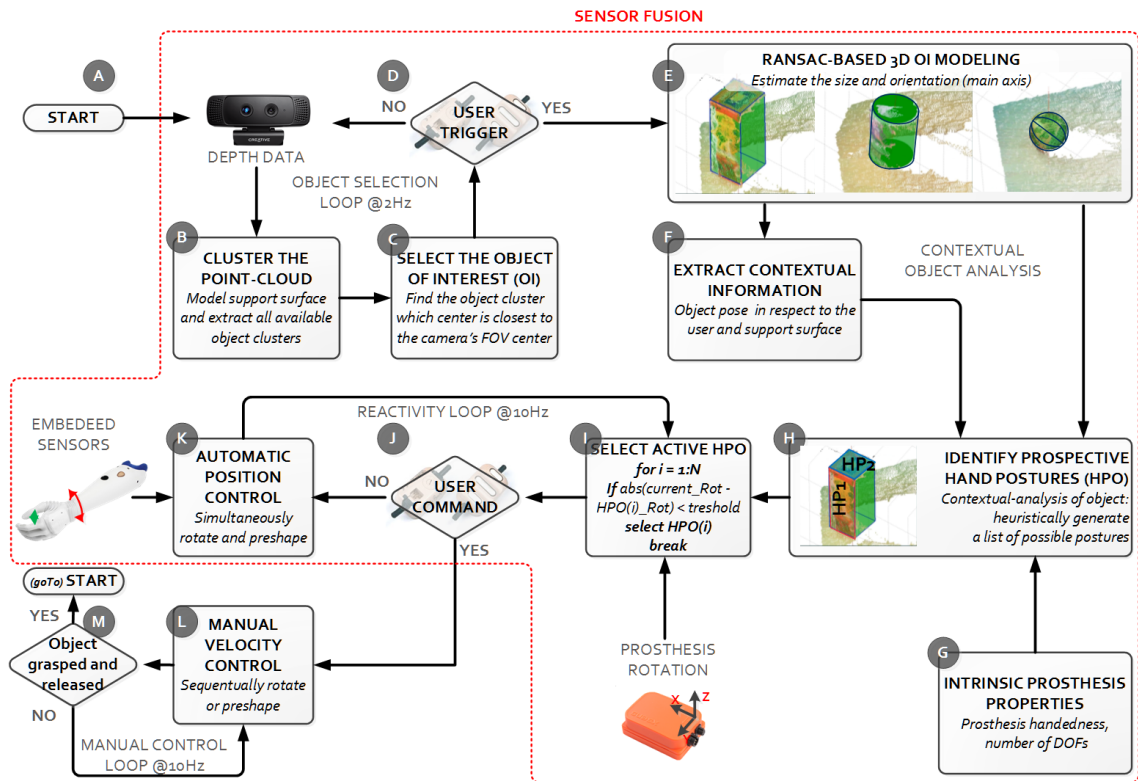 SENSOR FUSION
A
START
DEPTH DATA
creative
OBJECT SELECTION
LOOP @2Hz
D
NO
YES
USER
TRIGGER
E
RANSAC-BASED 3D OI MODELING
Estimate the size and orientation (main axis)
B
CLUSTER THE
POINT-CLOUD
Model support surface
and extract all available
object clusters
C
SELECT THE OBJECT
OF INTEREST (OI)
Find the object cluster
which center is closest to
the camera's FOV center
F
EXTRACT CONTEXTUAL
INFORMATION
Object pose in respect to the
user and support surface
CONTEXTUAL
OBJECT ANALYSIS
REACTIVITY LOOP @10Hz
EMBEDEED
SENSORS
K
AUTOMATIC
POSITION
CONTROL
Simultaneously
rotate and preshape
J
NO
USER
COMMAND
YES
I
SELECT ACTIVE HPO
for i = 1:N
If abs(current_Rot -
HPO(i)_Rot) < treshold
select HPO(i)
break
H
HP2
HP1
IDENTIFY PROSPECTIVE
HAND POSTURES (HPO)
Contextual-analysis of object:
heuristically generate
a list of possible postures
(goTo) START
YES
M
Object
grasped and
released
NO
L
MANUAL
VELOCITY
CONTROL
Sequentually rotate
or preshape
MANUAL CONTROL
LOOP @10Hz
PROSTHESIS
ROTATION
X
Z
G
INTRINSIC PROSTHESIS
PROPERTIES
Prosthesis handedness,
number of DOFs